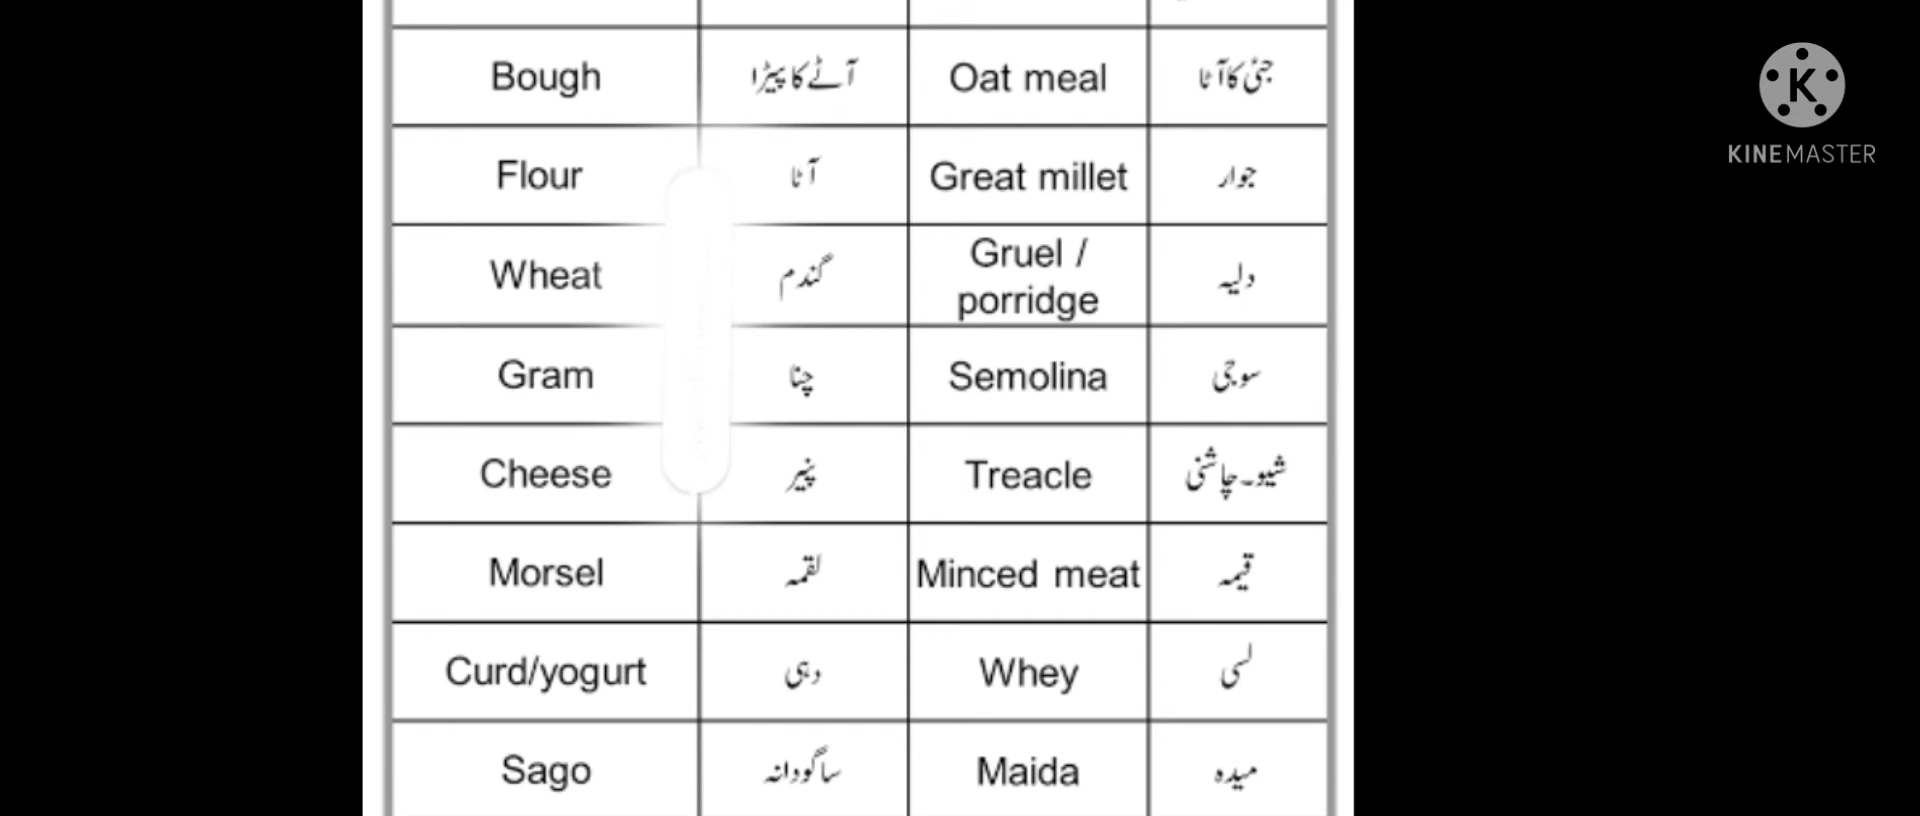 Bough آٹے کا پیڑا Oat meal جئی کا آٹا
Flour آٹا Great millet جوار
Wheat گندم Gruel / porridge دلیہ
Gram چنا Semolina سوجی
Cheese پنیر Treacle شیو۔چاشنی
Morsel لقمہ Minced meat قیمہ
Curd/yogurt دہی Whey لسی
Sago ساگودانہ Maida میدہ
K
KINEMASTER